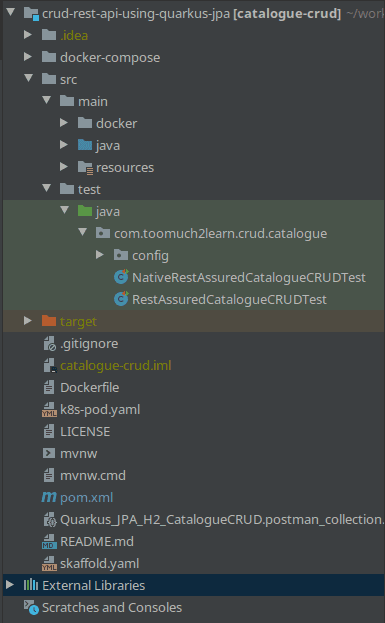 crud-rest-api-using-quarkus-jpa [catalogue-crud] ~/work
.idea
docker-compose
src
main
docker
java
resources
test
java
com.toomuch2learn.crud.catalogue
config
NativeRestAssuredCatalogueCRUDTest
RestAssuredCatalogueCRUDTest
target
.gitignore
catalogue-crud.iml
Dockerfile
k8s-pod.yaml
LICENSE
mvnw
mvnw.cmd
pom.xml
Quarkus_JPA_H2_CatalogueCRUD.postman_collection.
README.md
skaffold.yaml
External Libraries
Scratches and Consoles